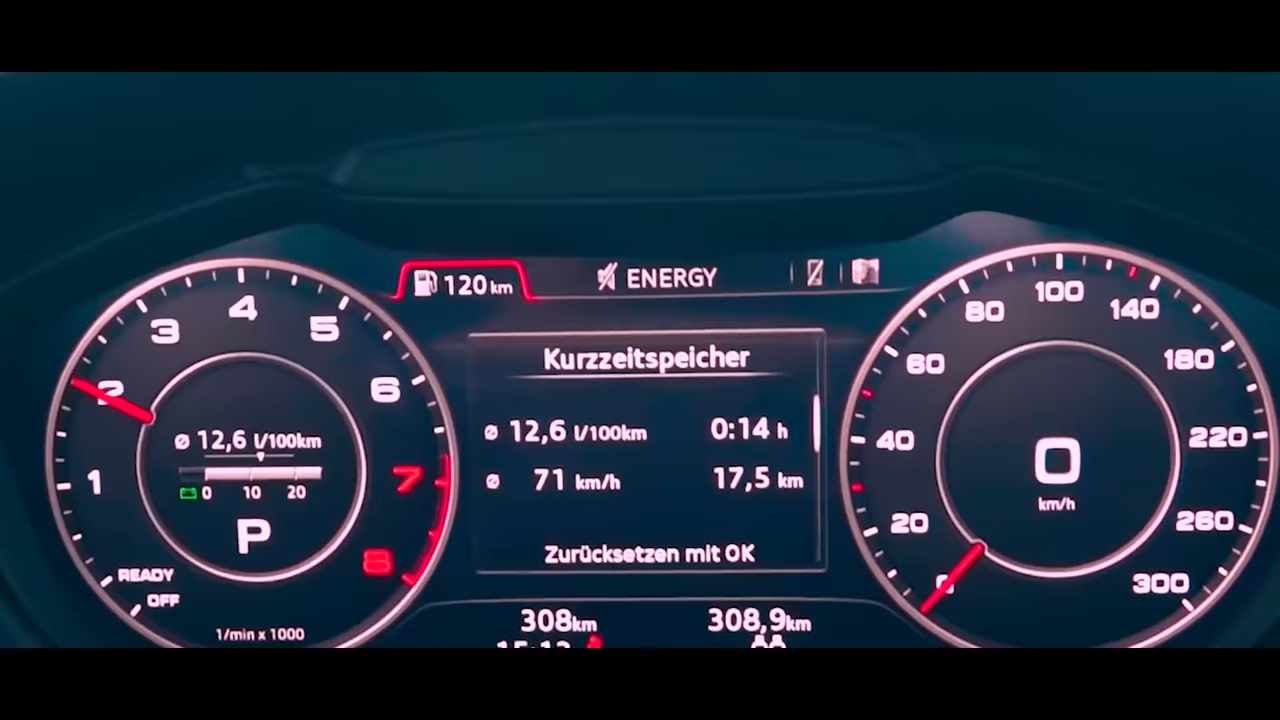 120 km
ENERGY
Kurzzeitspeicher
ø 12,6 l/100km 0:14 h
ø 71 km/h 17,5 km
Zurücksetzen mit OK
308km 308,9km
1 2 3 4 5 6 7 8
ø 12,6 l/100km
0 10 20
P
READY
OFF
1/min x 1000
0 20 40 60 80 100 140 180 220 260 300
0
km/h